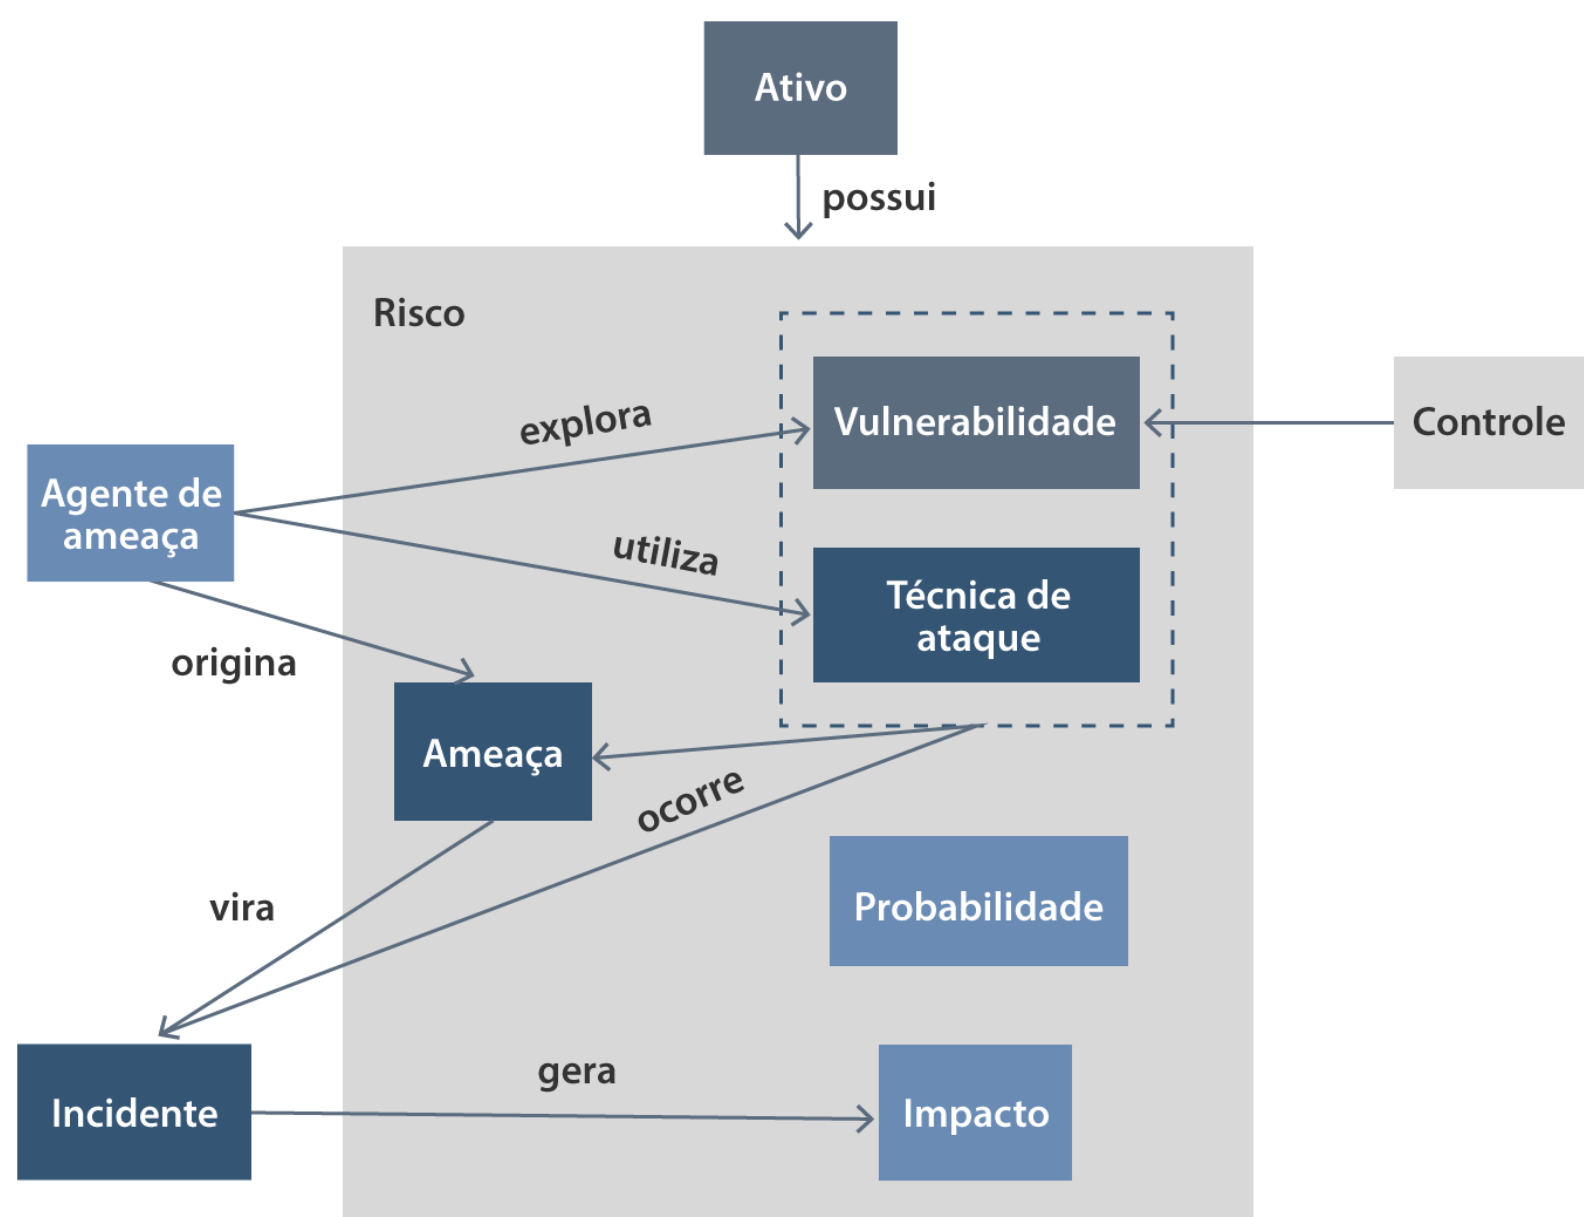 Ativo
possui
Risco
explora
Vulnerabilidade
Controle
Agente de
ameaça
utiliza
Técnica de
ataque
origina
Ameaça
ocorre
vira
Probabilidade
gera
Incidente
Impacto